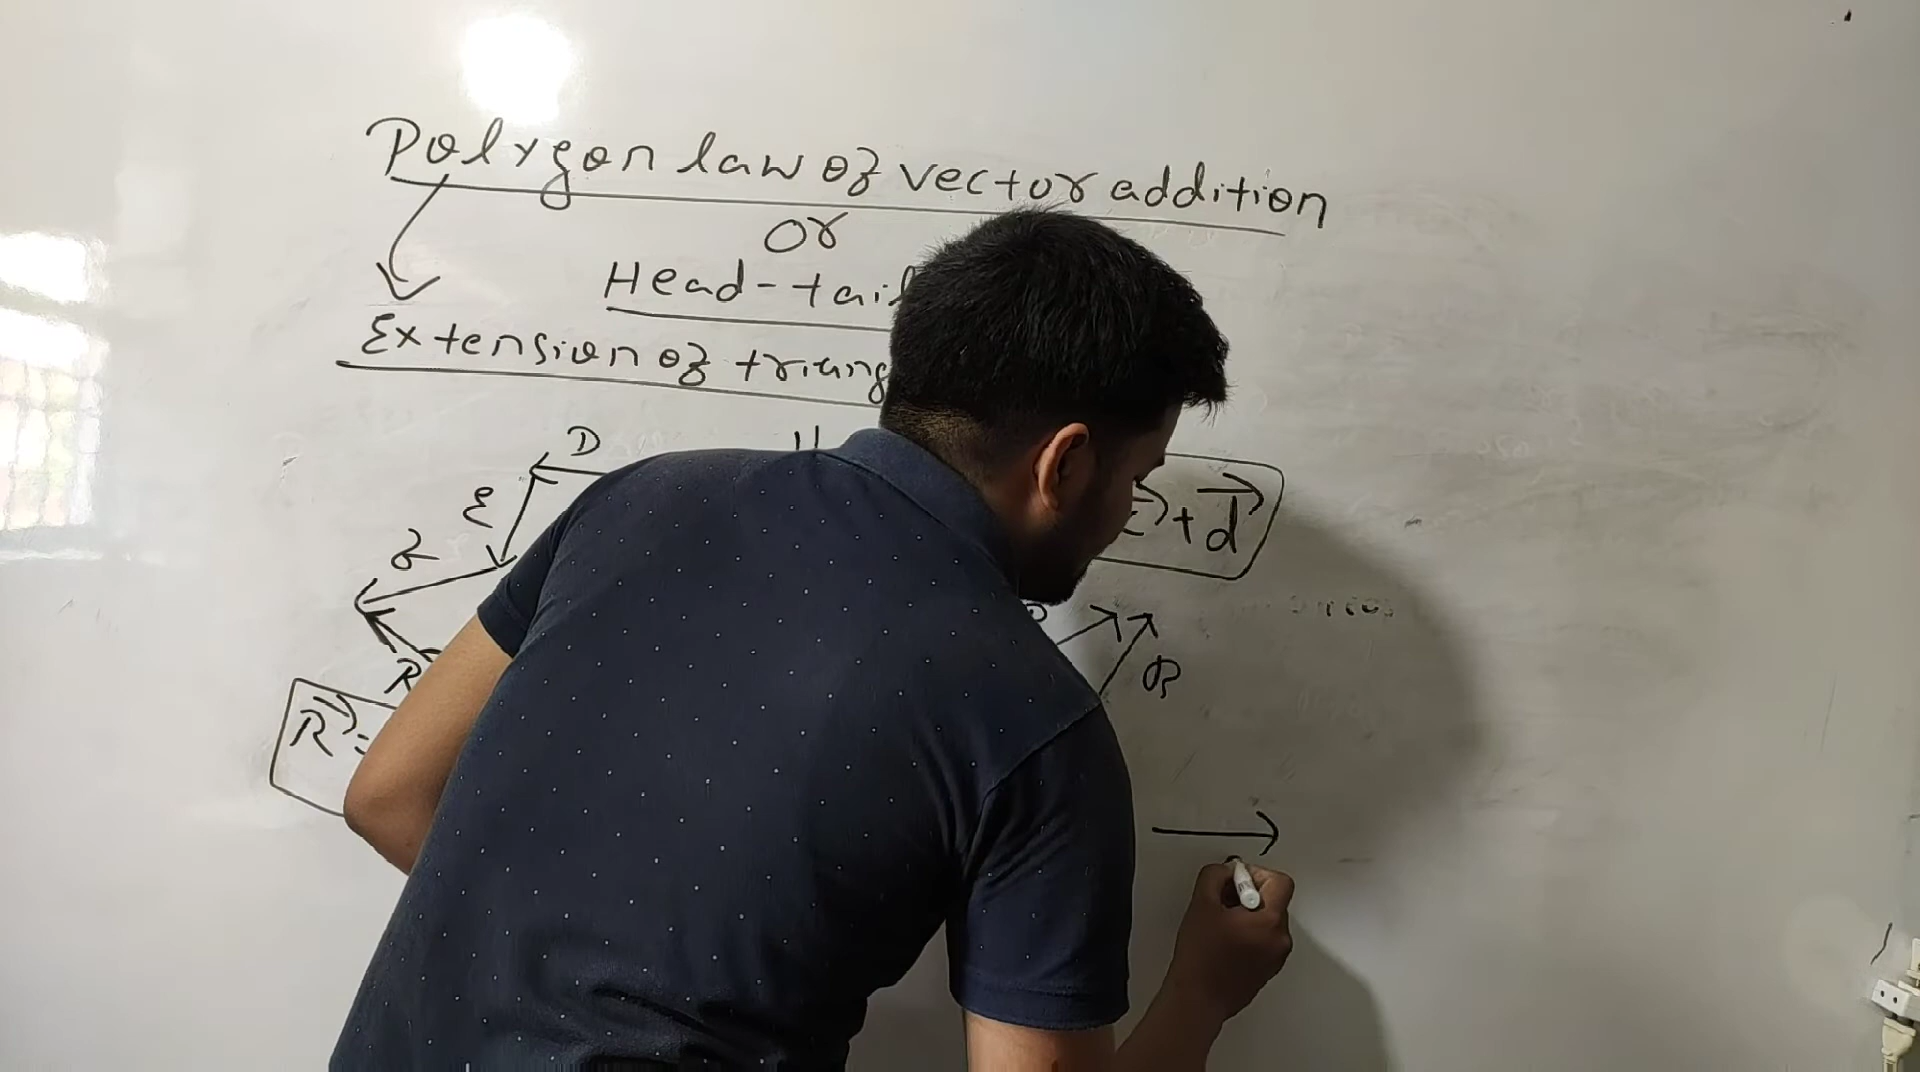 Polygon law of vector addition
or
Head-tail
Extension of triang
D
E
R
R =
+ d
R